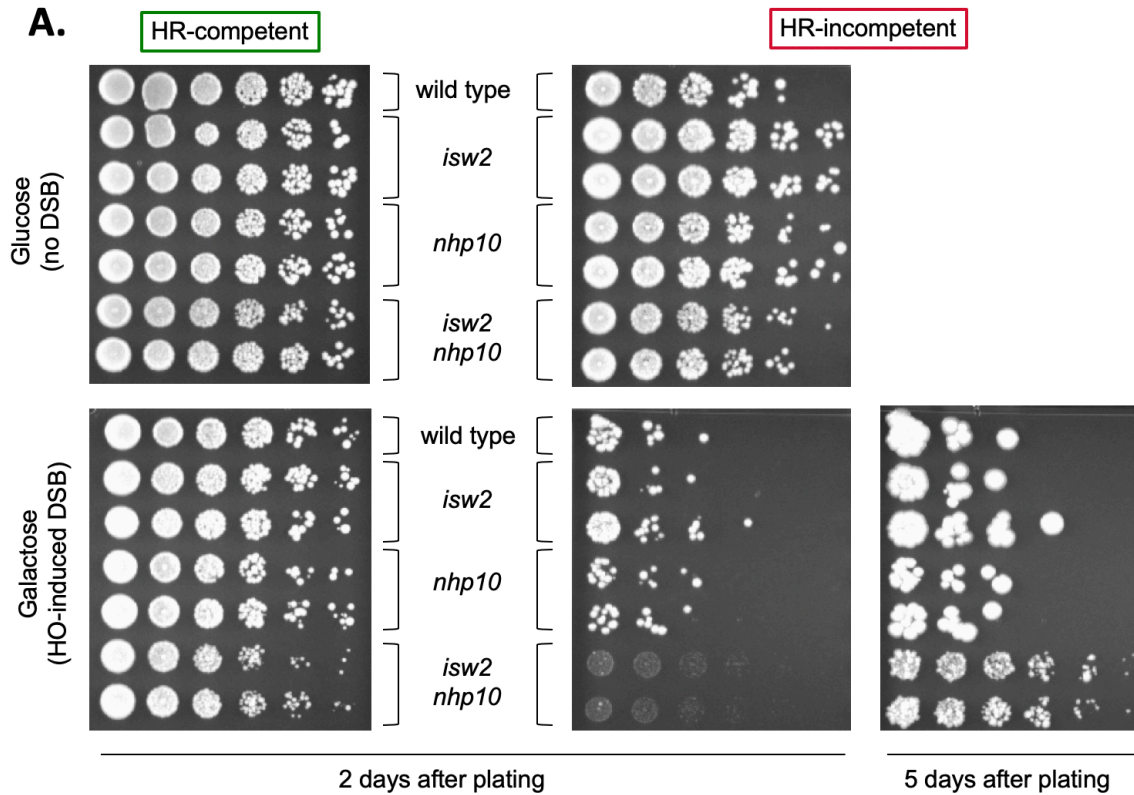 A.
HR-competent
HR-incompetent
Glucose
(no DSB)
wild type
isw2
nhp10
isw2
nhp10
Galactose
(HO-induced DSB)
wild type
isw2
nhp10
isw2
nhp10
2 days after plating
5 days after plating